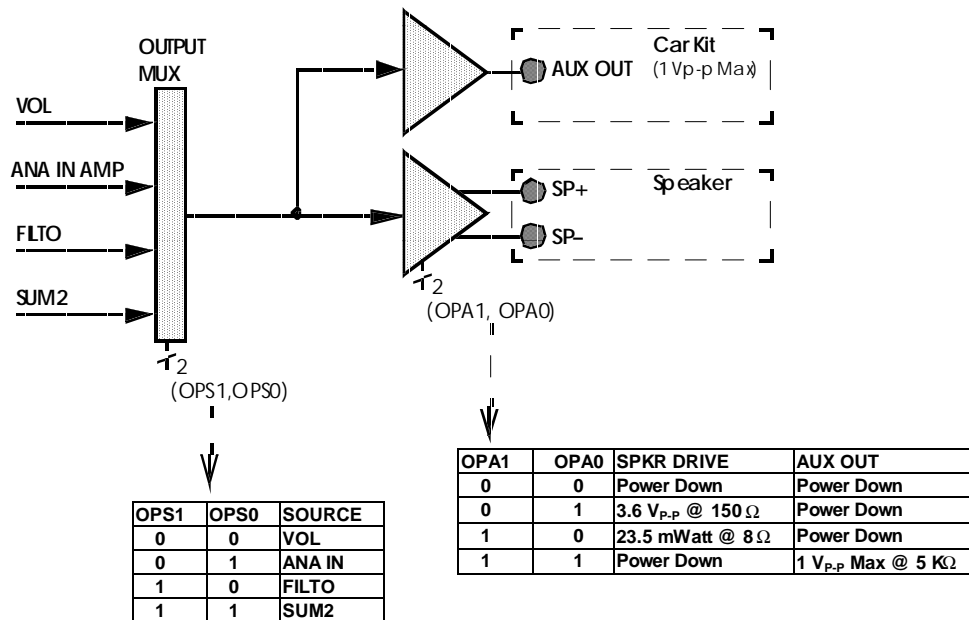 OUTPUT
MUX
VOL
ANA IN AMP
FILTO
SUM2
2
(OPS1,OPS0)
Car Kit
(1 Vp-p Max)
AUX OUT
Speaker
SP+
SP–
2
(OPA1, OPA0)
OPA1 OPA0 SPKR DRIVE AUX OUT
0 0 Power Down Power Down
0 1 3.6 VP-P @ 150 Ω Power Down
1 0 23.5 mWatt @ 8 Ω Power Down
1 1 Power Down 1 VP-P Max @ 5 KΩ
OPS1 OPS0 SOURCE
0 0 VOL
0 1 ANA IN
1 0 FILTO
1 1 SUM2